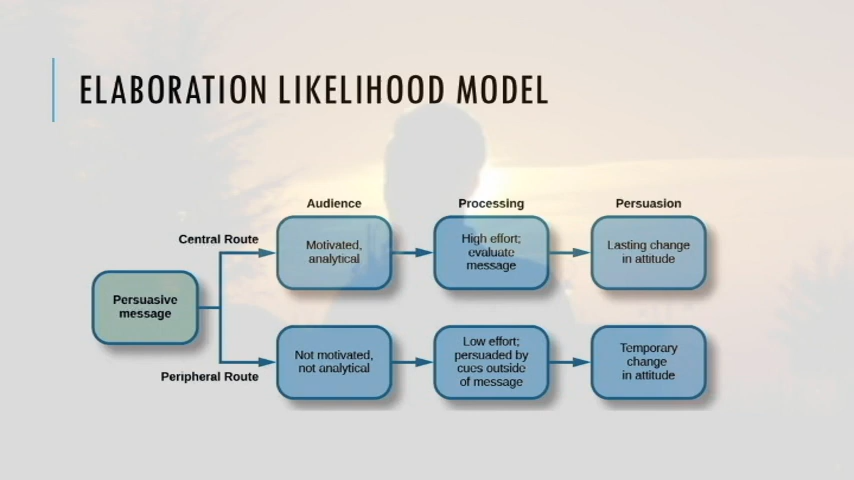 ELABORATION LIKELIHOOD MODEL
Audience
Processing
Persuasion
Central Route
Motivated,
analytical
High effort;
evaluate
message
Lasting change
in attitude
Persuasive
message
Peripheral Route
Not motivated,
not analytical
Low effort;
persuaded by
cues outside
of message
Temporary
change
in attitude